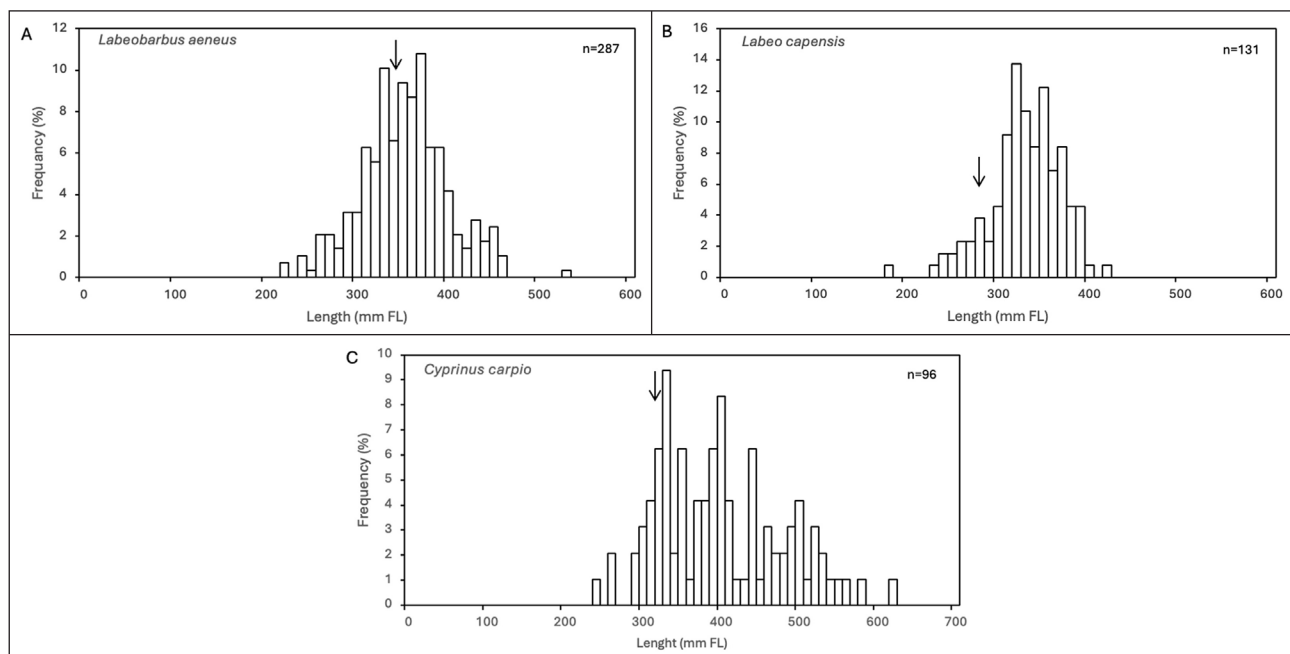 A
Labeobarbus aeneus
n=287
Frequancy (%)
12
10
8
6
4
2
0
0 100 200 300 400 500 600
Length (mm FL)
B
Labeo capensis
n=131
Frequency (%)
16
14
12
10
8
6
4
2
0
0 100 200 300 400 500 600
Length (mm FL)
C
Cyprinus carpio
n=96
Frequency (%)
10
9
8
7
6
5
4
3
2
1
0
0 100 200 300 400 500 600 700
Lenght (mm FL)